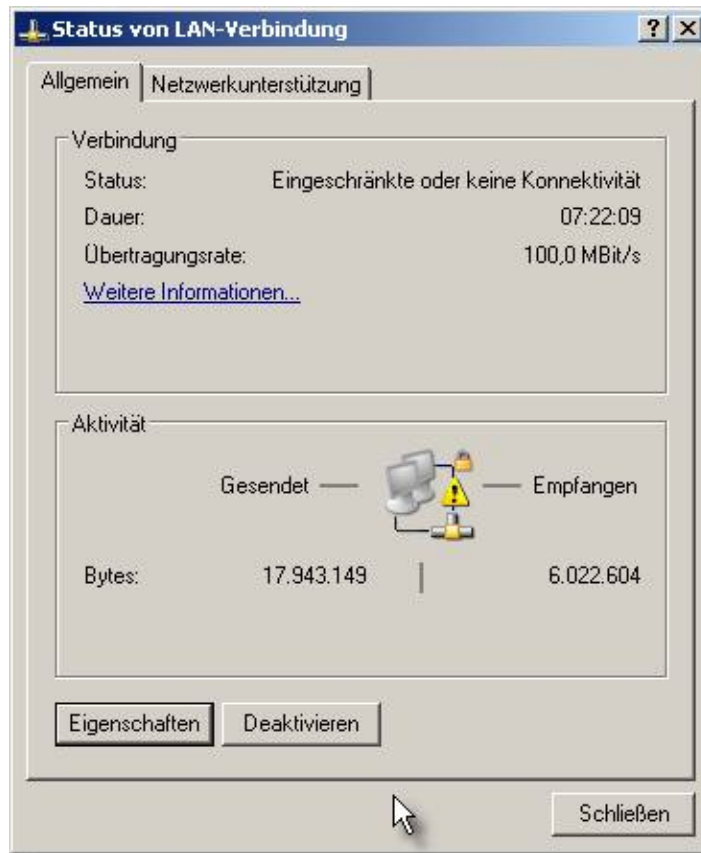 Status von LAN-Verbindung
Allgemein Netzwerkunterstützung
Verbindung
Status: Eingeschränkte oder keine Konnektivität
Dauer: 07:22:09
Übertragungsrate: 100,0 MBit/s
Weitere Informationen...
Aktivität
Gesendet — — Empfangen
Bytes: 17.943.149 | 6.022.604
Eigenschaften Deaktivieren
Schließen